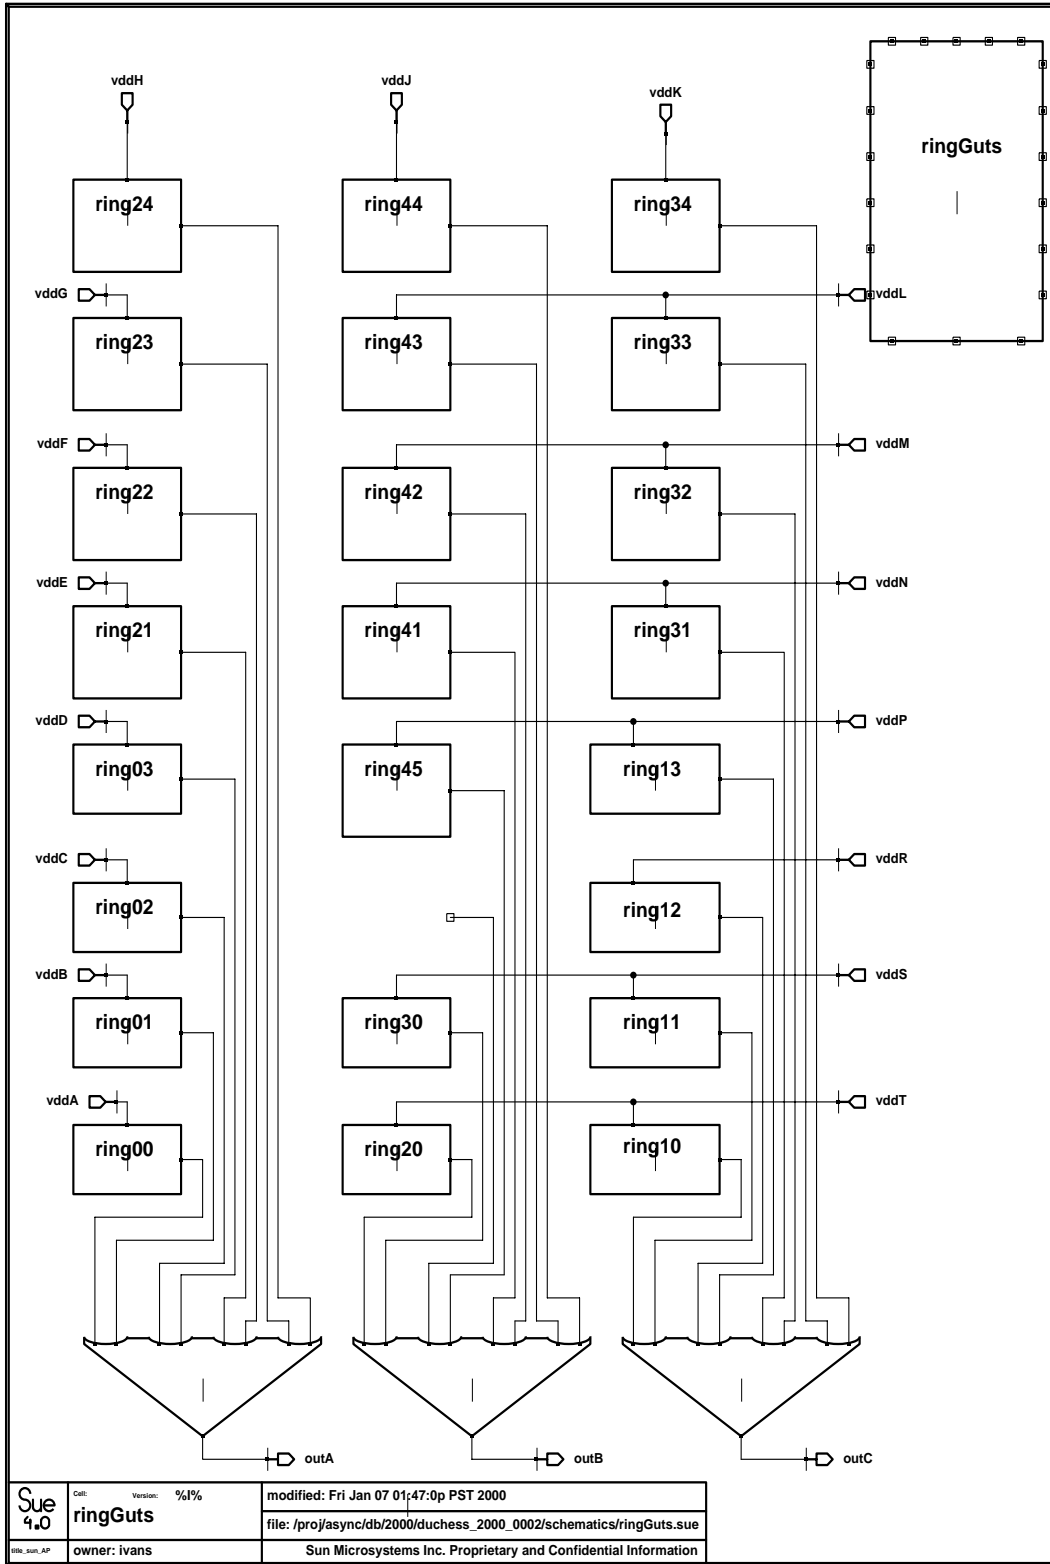 vddH
vddJ
vddK
ringGuts
ring24
ring44
ring34
vddG
vddL
ring23
ring43
ring33
vddF
vddM
ring22
ring42
ring32
vddE
vddN
ring21
ring41
ring31
vddD
vddP
ring03
ring45
ring13
vddC
vddR
ring02
ring12
vddB
vddS
ring01
ring30
ring11
vddA
vddT
ring00
ring20
ring10
outA
outB
outC
Sue 4.0
Cell: Version: %I%
ringGuts
modified: Fri Jan 07 01:47:0p PST 2000
file: /proj/async/db/2000/duchess_2000_0002/schematics/ringGuts.sue
title_sun_AP
owner: ivans
Sun Microsystems Inc. Proprietary and Confidential Information